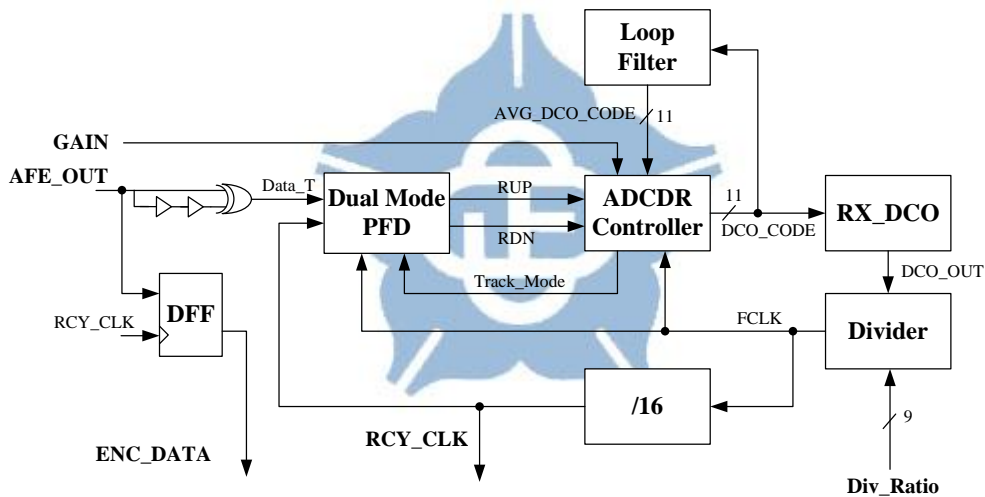 Loop
Filter
AVG_DCO_CODE
11
GAIN
AFE_OUT
Data_T
Dual Mode
PFD
RUP
RDN
ADCDR
Controller
11
DCO_CODE
RX_DCO
Track_Mode
DCO_OUT
RCY_CLK
DFF
FCLK
Divider
/16
9
ENC_DATA
RCY_CLK
Div_Ratio